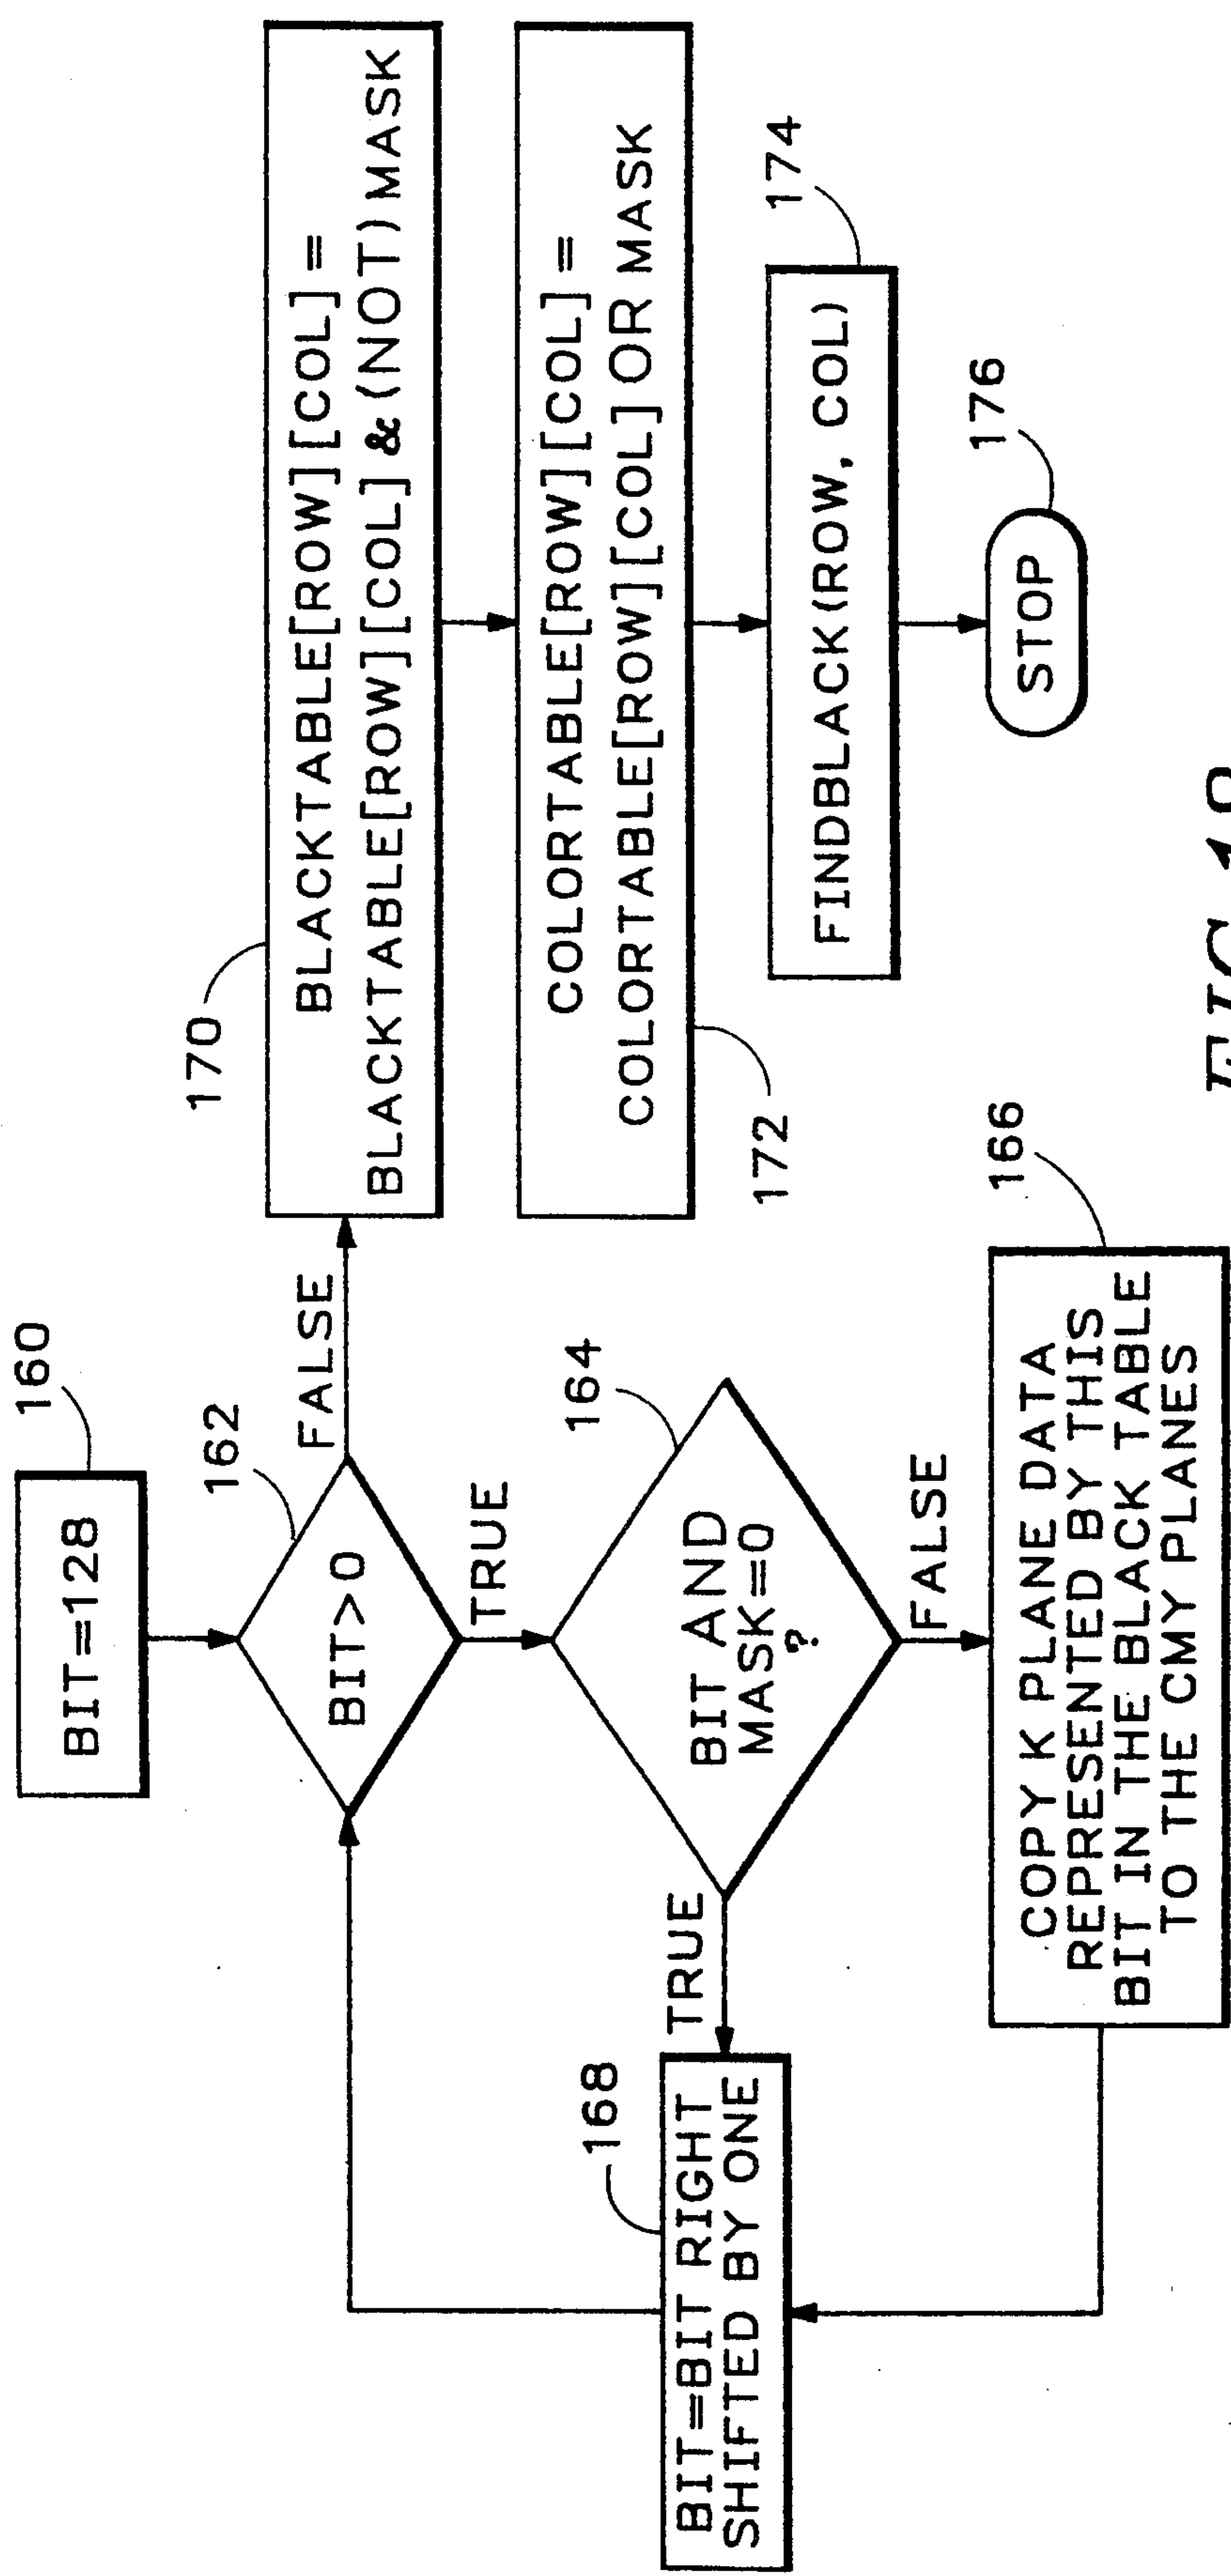 BIT=128
160
BIT>0
162
FALSE
TRUE
BIT AND
MASK=0
?
164
TRUE
FALSE
BIT=BIT RIGHT
SHIFTED BY ONE
168
COPY K PLANE DATA
REPRESENTED BY THIS
BIT IN THE BLACK TABLE
TO THE CMY PLANES
166
170
BLACKTABLE[ROW][COL]=
BLACKTABLE[ROW][COL]&(NOT)MASK
COLORTABLE[ROW][COL]=
COLORTABLE[ROW][COL] OR MASK
172
FINDBLACK(ROW, COL)
174
STOP
176